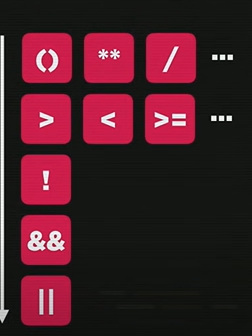 () ** / ...
> < >= ...
!
&&
||